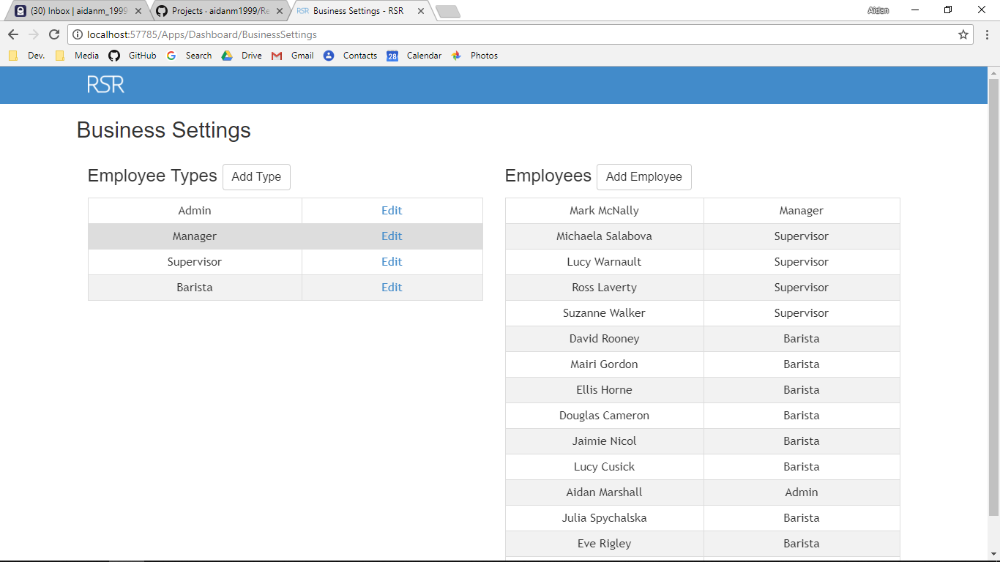 (30) Inbox | aidanm_1999
Projects · aidanm1999/Re
RSR Business Settings - RSR
Aidan
localhost:57785/Apps/Dashboard/BusinessSettings
Dev. Media GitHub Search Drive Gmail 28 Calendar Contacts Photos
RSR
Business Settings
Employee Types Add Type
Admin Edit
Manager Edit
Supervisor Edit
Barista Edit
Employees Add Employee
Mark McNally Manager
Michaela Salabova Supervisor
Lucy Warnault Supervisor
Ross Laverty Supervisor
Suzanne Walker Supervisor
David Rooney Barista
Mairi Gordon Barista
Ellis Horne Barista
Douglas Cameron Barista
Jaimie Nicol Barista
Lucy Cusick Barista
Aidan Marshall Admin
Julia Spychalska Barista
Eve Rigley Barista